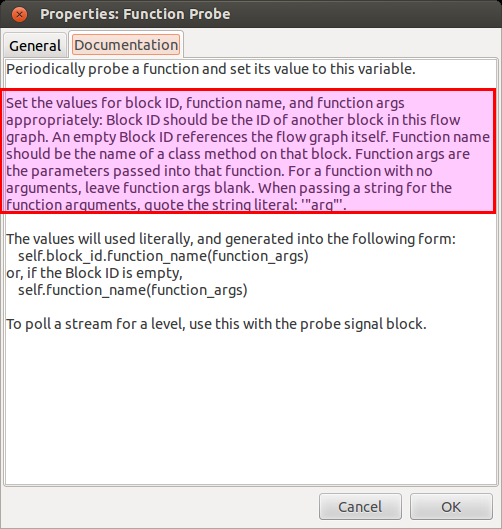 Properties: Function Probe
General
Documentation
Periodically probe a function and set its value to this variable.
Set the values for block ID, function name, and function args
appropriately: Block ID should be the ID of another block in this flow
graph. An empty Block ID references the flow graph itself. Function name
should be the name of a class method on that block. Function args are
the parameters passed into that function. For a function with no
arguments, leave function args blank. When passing a string for the
function arguments, quote the string literal: '"arg"'.
The values will used literally, and generated into the following form:
self.block_id.function_name(function_args)
or, if the Block ID is empty,
self.function_name(function_args)
To poll a stream for a level, use this with the probe signal block.
Cancel
OK